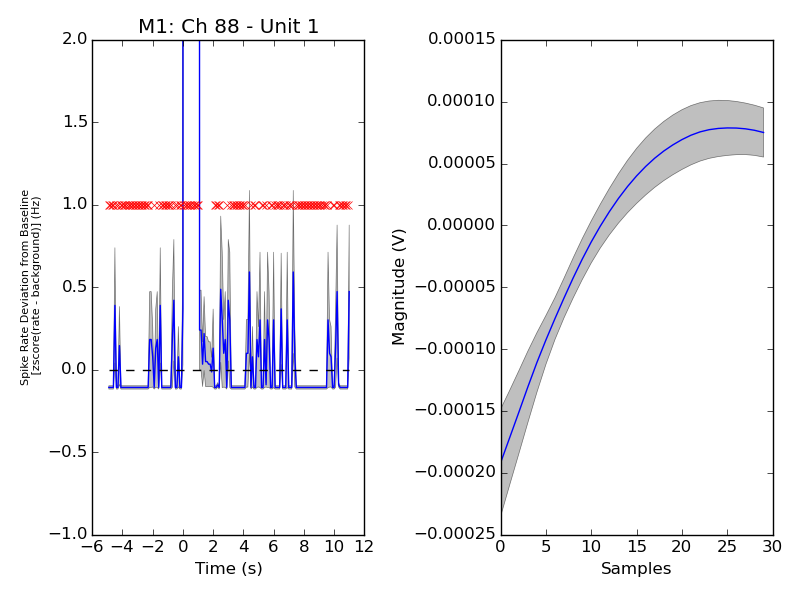 M1: Ch 88 - Unit 1
2.0
1.5
1.0
0.5
0.0
−0.5
−1.0
Spike Rate Deviation from Baseline
[zscore(rate - background)] (Hz)
−6 −4 −2 0 2 4 6 8 10 12
Time (s)
0.00015
0.00010
0.00005
0.00000
−0.00005
−0.00010
−0.00015
−0.00020
−0.00025
Magnitude (V)
0 5 10 15 20 25 30
Samples